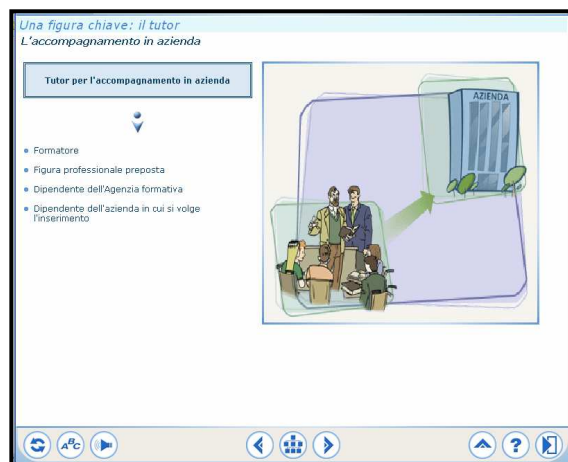 Una figura chiave: il tutor
L'accompagnamento in azienda
Tutor per l'accompagnamento in azienda
Formatore
Figura professionale preposta
Dipendente dell'Agenzia formativa
Dipendente dell'azienda in cui si volge
l'inserimento
AZIENDA
ABC
?